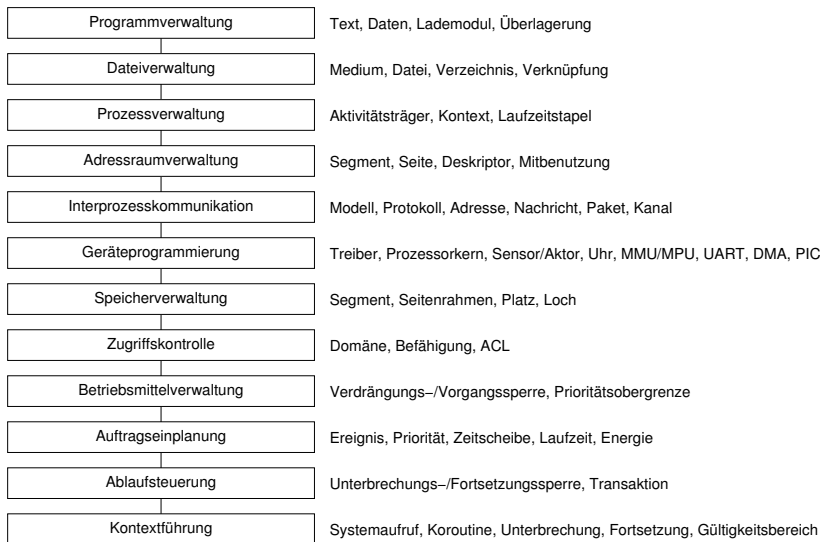 Programmverwaltung Text, Daten, Lademodul, Überlagerung
Dateiverwaltung Medium, Datei, Verzeichnis, Verknüpfung
Prozessverwaltung Aktivitätsträger, Kontext, Laufzeitstapel
Adressraumverwaltung Segment, Seite, Deskriptor, Mitbenutzung
Interprozesskommunikation Modell, Protokoll, Adresse, Nachricht, Paket, Kanal
Geräteprogrammierung Treiber, Prozessorkern, Sensor/Aktor, Uhr, MMU/MPU, UART, DMA, PIC
Speicherverwaltung Segment, Seitenrahmen, Platz, Loch
Zugriffskontrolle Domäne, Befähigung, ACL
Betriebsmittelverwaltung Verdrängungs−/Vorgangssperre, Prioritätsobergrenze
Auftragseinplanung Ereignis, Priorität, Zeitscheibe, Laufzeit, Energie
Ablaufsteuerung Unterbrechungs−/Fortsetzungssperre, Transaktion
Kontextführung Systemaufruf, Koroutine, Unterbrechung, Fortsetzung, Gültigkeitsbereich